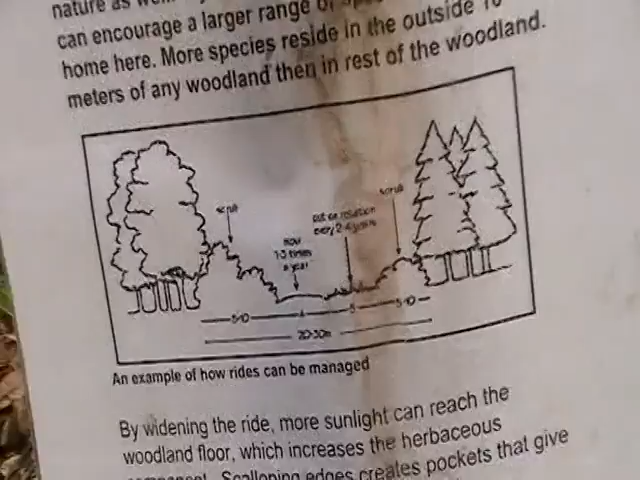 nature as
can encourage a larger range of
home here. More species reside in the outside 10
meters of any woodland then in rest of the woodland.
scrub
scrub
cut on rotation
every 2-4 years
mow
1-3 times
a year
5-10 4 5 5-10
20-30m
An example of how rides can be managed
By widening the ride, more sunlight can reach the
woodland floor, which increases the herbaceous
component. Scalloping edges creates pockets that give